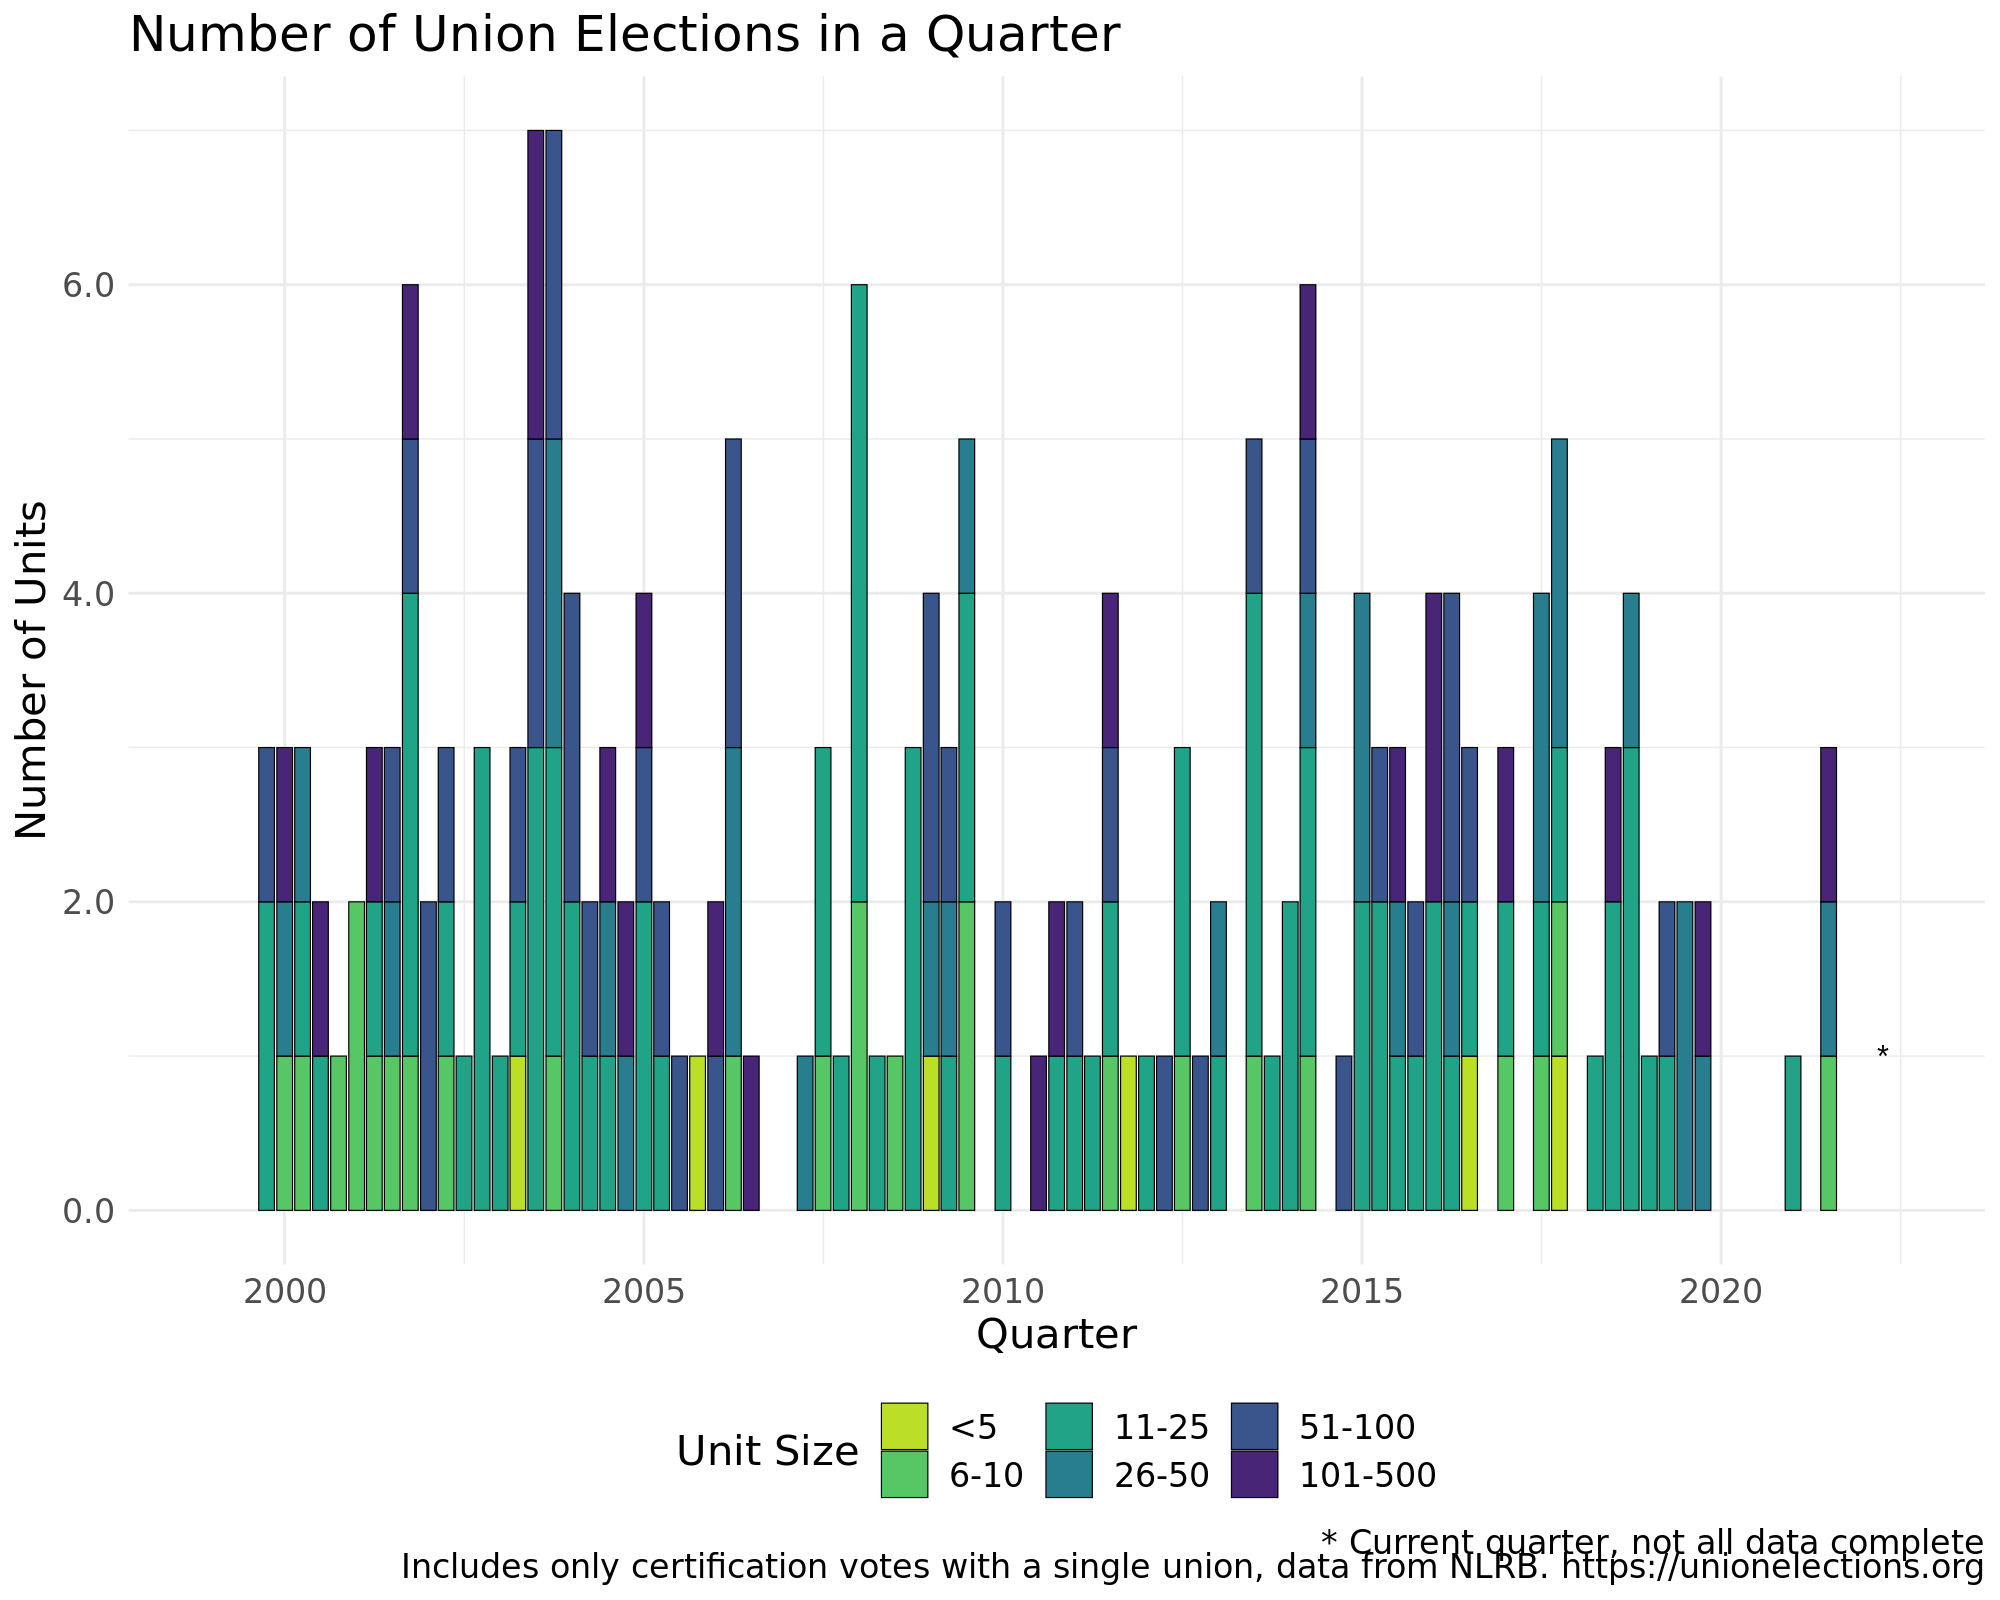 Number of Union Elections in a Quarter
Number of Units
6.0
4.0
2.0
0.0
*
2000 2005 2010 2015 2020
Quarter
Unit Size
<5 11-25 51-100
6-10 26-50 101-500
* Current quarter, not all data complete
Includes only certification votes with a single union, data from NLRB. https://unionelections.org